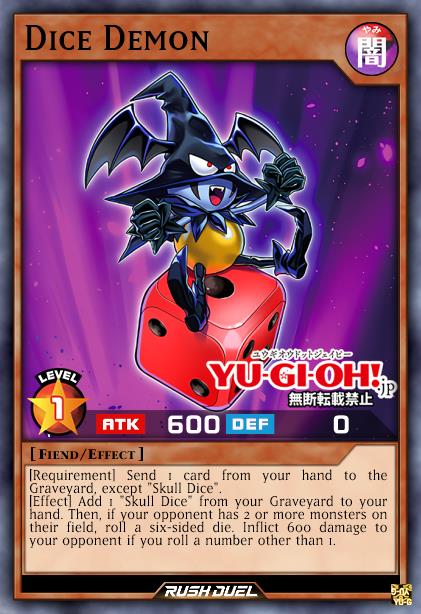 DICE DEMON
やみ
闇
ユウギオウドットジェイピー
YU-GI-OH!.jp
無断転載禁止
LEVEL
1
ATK 600 DEF 0
[ FIEND/EFFECT ]
[Requirement] Send 1 card from your hand to the
Graveyard, except "Skull Dice".
[Effect] Add 1 "Skull Dice" from your Graveyard to your
hand. Then, if your opponent has 2 or more monsters on
their field, roll a six-sided die. Inflict 600 damage to
your opponent if you roll a number other than 1.
RUSH DUEL